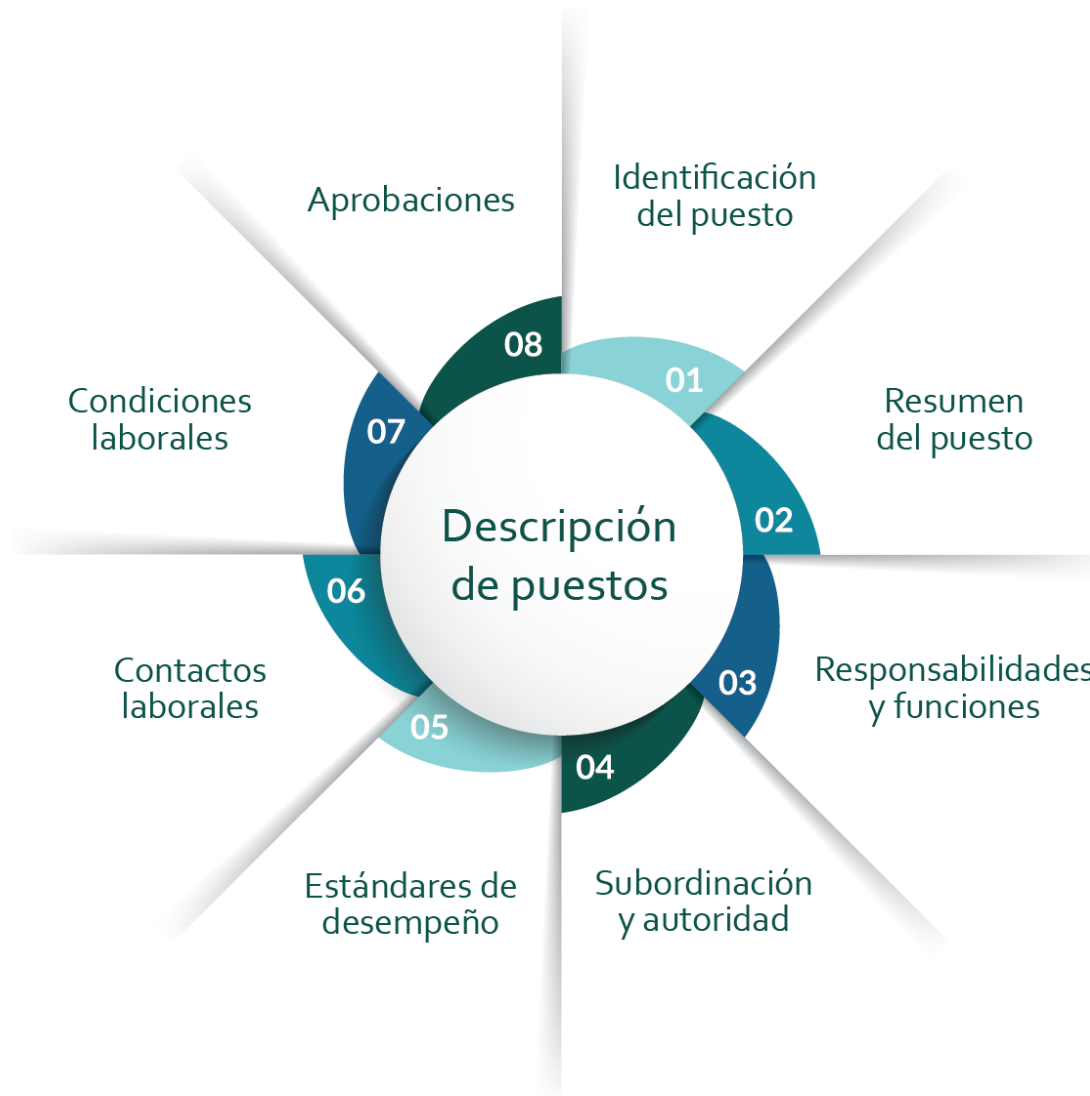 Descripción
de puestos
01
Identificación
del puesto
02
Resumen
del puesto
03
Responsabilidades
y funciones
04
Subordinación
y autoridad
05
Estándares de
desempeño
06
Contactos
laborales
07
Condiciones
laborales
08
Aprobaciones